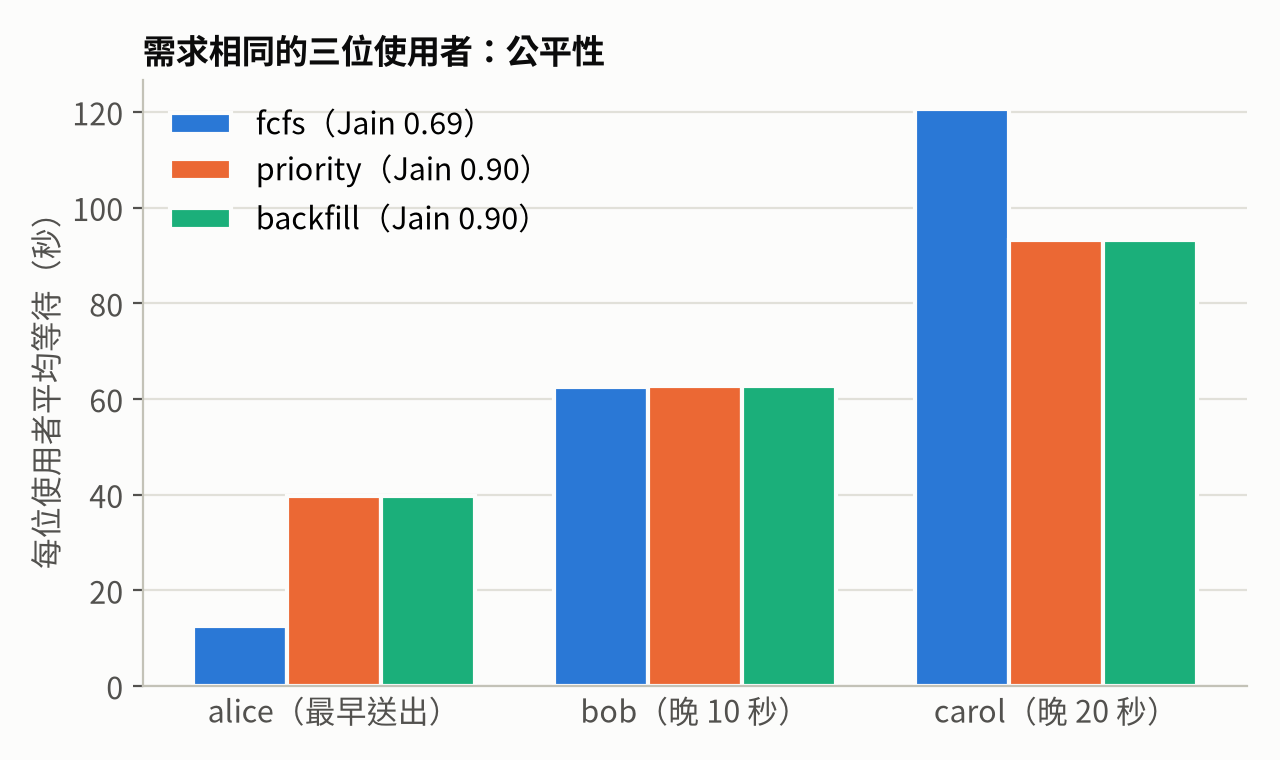 需求相同的三位使用者：公平性
fcfs（Jain 0.69）
priority（Jain 0.90）
backfill（Jain 0.90）
每位使用者平均等待（秒）
120
100
80
60
40
20
0
alice（最早送出） bob（晚 10 秒） carol（晚 20 秒）